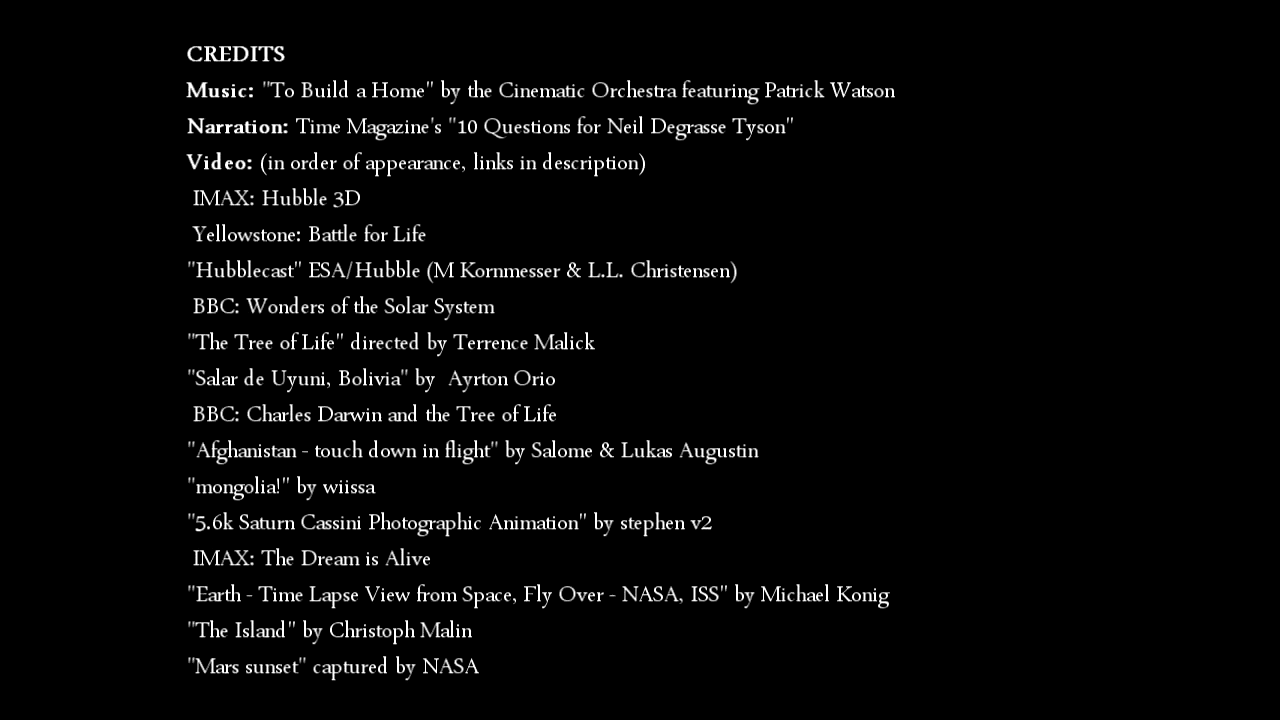 CREDITS
Music: "To Build a Home" by the Cinematic Orchestra featuring Patrick Watson
Narration: Time Magazine's "10 Questions for Neil Degrasse Tyson"
Video: (in order of appearance, links in description)
IMAX: Hubble 3D
Yellowstone: Battle for Life
"Hubblecast" ESA/Hubble (M Kornmesser & L.L. Christensen)
BBC: Wonders of the Solar System
"The Tree of Life" directed by Terrence Malick
"Salar de Uyuni, Bolivia" by  Ayrton Orio
BBC: Charles Darwin and the Tree of Life
"Afghanistan - touch down in flight" by Salome & Lukas Augustin
"mongolia!" by wiissa
"5.6k Saturn Cassini Photographic Animation" by stephen v2
IMAX: The Dream is Alive
"Earth - Time Lapse View from Space, Fly Over - NASA, ISS" by Michael Konig
"The Island" by Christoph Malin
"Mars sunset" captured by NASA